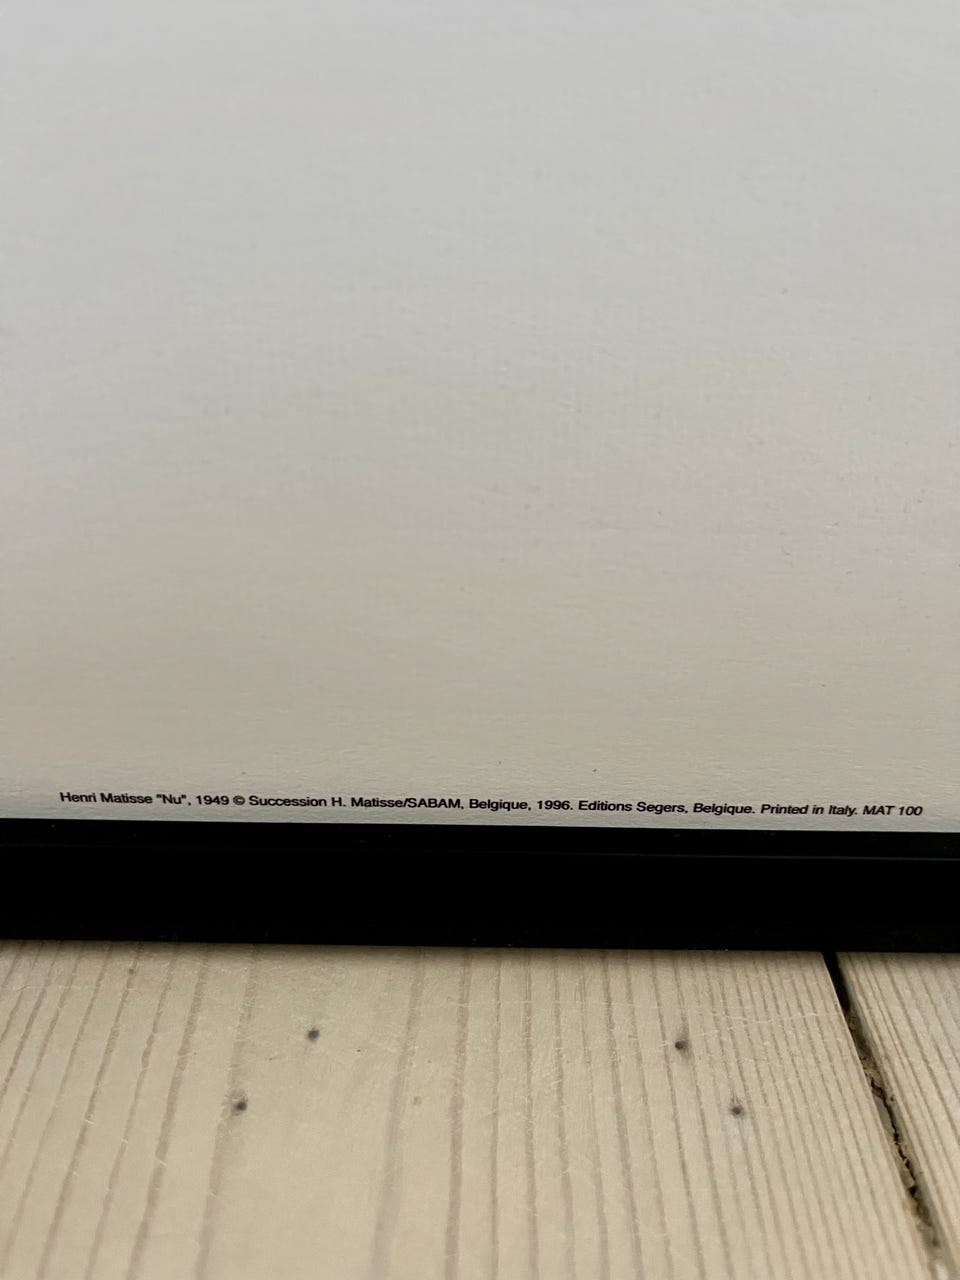 Henri Matisse "Nu", 1949 © Succession H. Matisse/SABAM, Belgique, 1996. Editions Segers, Belgique. Printed in Italy. MAT 100